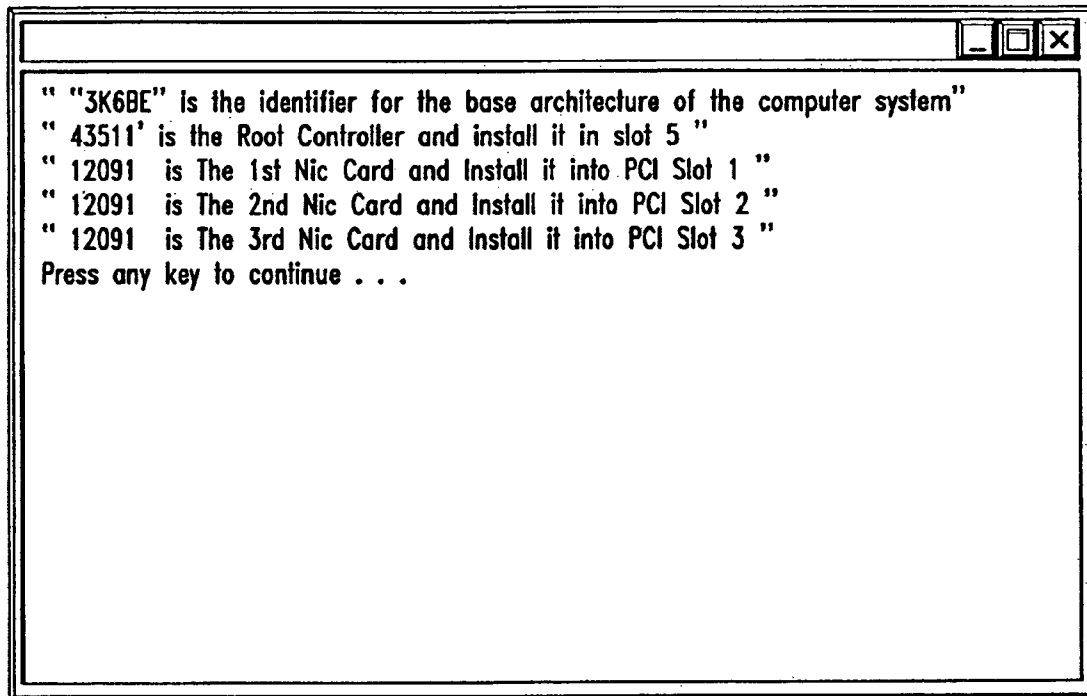 “ "3K6BE" is the identifier for the base architecture of the computer system”
“ 43511’ is the Root Controller and install it in slot 5 ”
“ 12091 is The 1st Nic Card and Install it into PCI Slot 1 ”
“ 12091 is The 2nd Nic Card and Install it into PCI Slot 2 ”
“ 12091 is The 3rd Nic Card and Install it into PCI Slot 3 ”
Press any key to continue . . .